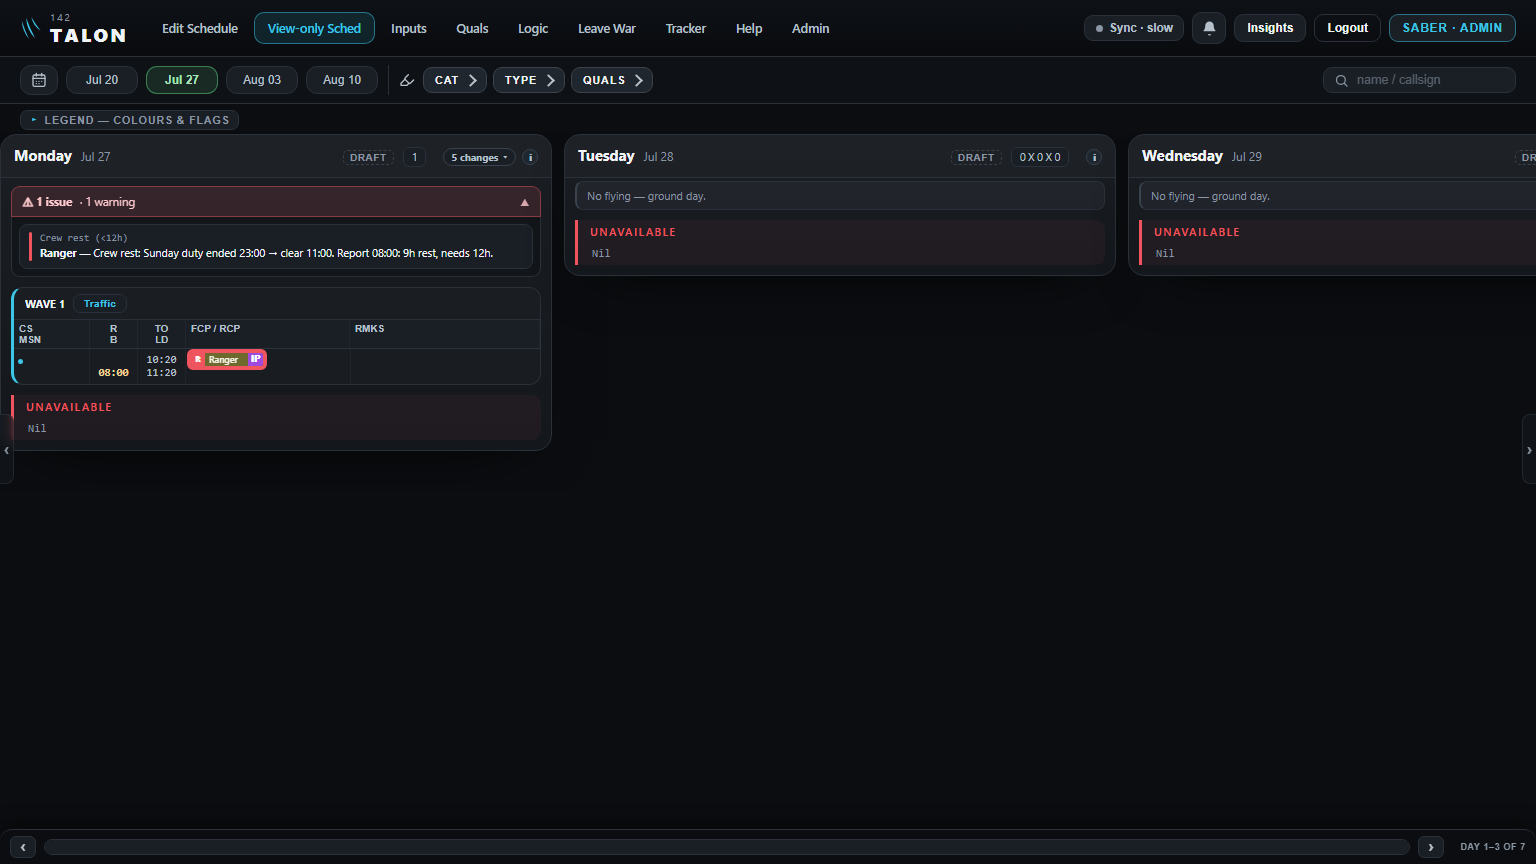 142
TALON
Edit Schedule
View-only Sched
Inputs
Quals
Logic
Leave War
Tracker
Help
Admin
Sync · slow
Insights
Logout
SABER · ADMIN
Jul 20
Jul 27
Aug 03
Aug 10
CAT
TYPE
QUALS
name / callsign
LEGEND — COLOURS & FLAGS
Monday Jul 27
DRAFT
1
5 changes
i
1 issue · 1 warning
Crew rest (<12h)
Ranger — Crew rest: Sunday duty ended 23:00 → clear 11:00. Report 08:00: 9h rest, needs 12h.
WAVE 1
Traffic
CS
MSN
R
B
TO
LD
FCP / RCP
RMKS
08:00
10:20
11:20
R Ranger IP
UNAVAILABLE
Nil
Tuesday Jul 28
DRAFT
0X0X0
i
No flying — ground day.
UNAVAILABLE
Nil
Wednesday Jul 29
DR
No flying — ground day.
UNAVAILABLE
Nil
DAY 1–3 OF 7